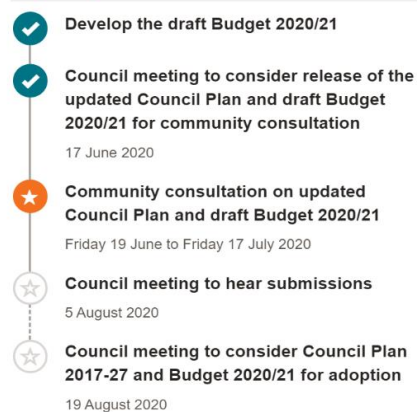 Develop the draft Budget 2020/21
Council meeting to consider release of the
updated Council Plan and draft Budget
2020/21 for community consultation
17 June 2020
Community consultation on updated
Council Plan and draft Budget 2020/21
Friday 19 June to Friday 17 July 2020
Council meeting to hear submissions
5 August 2020
Council meeting to consider Council Plan
2017-27 and Budget 2020/21 for adoption
19 August 2020